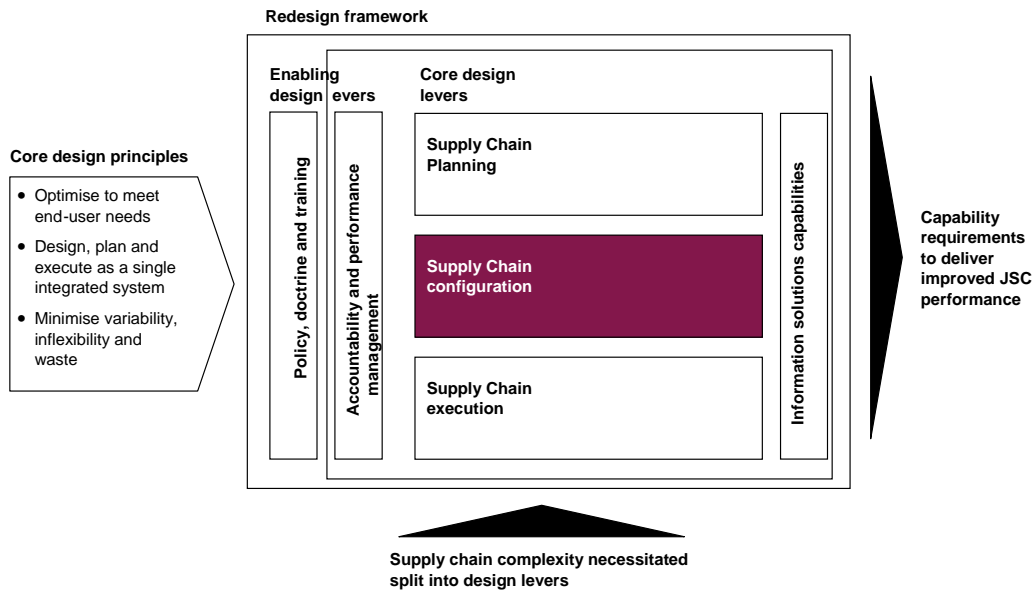 Redesign framework
Enabling
design evers
Core design
levers
Core design principles
• Optimise to meet
end-user needs
• Design, plan and
execute as a single
integrated system
• Minimise variability,
inflexibility and
waste
Policy, doctrine and training
Accountability and performance
management
Supply Chain
Planning
Supply Chain
configuration
Supply Chain
execution
Information solutions capabilities
Capability
requirements
to deliver
improved JSC
performance
Supply chain complexity necessitated
split into design levers